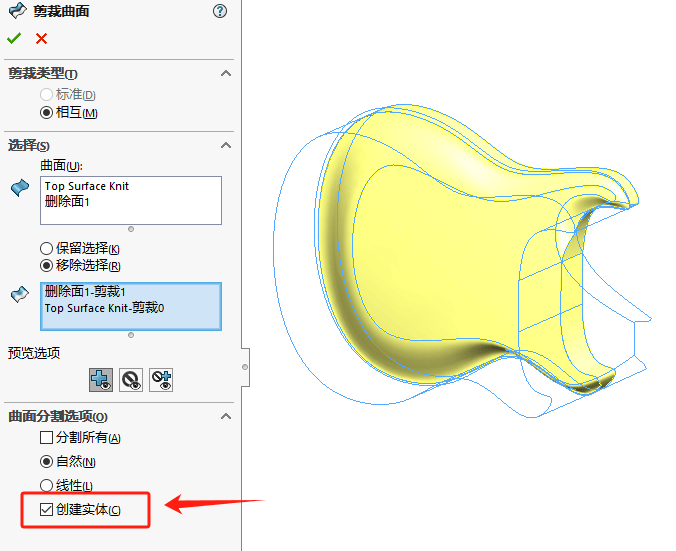 剪裁曲面
剪裁类型(T)
标准(D)
相互(M)
选择(S)
曲面(U):
Top Surface Knit
删除面1
保留选择(K)
移除选择(R)
删除面1-剪裁1
Top Surface Knit-剪裁0
预览选项
曲面分割选项(O)
分割所有(A)
自然(N)
线性(L)
创建实体(C)